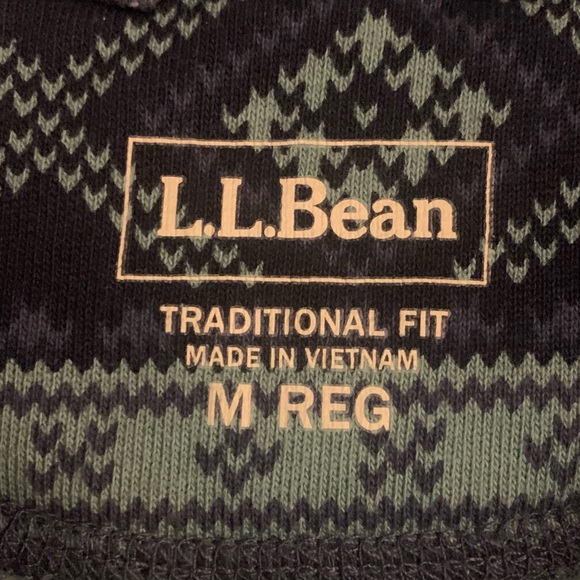 L.L.Bean
TRADITIONAL FIT
MADE IN VIETNAM
M REG